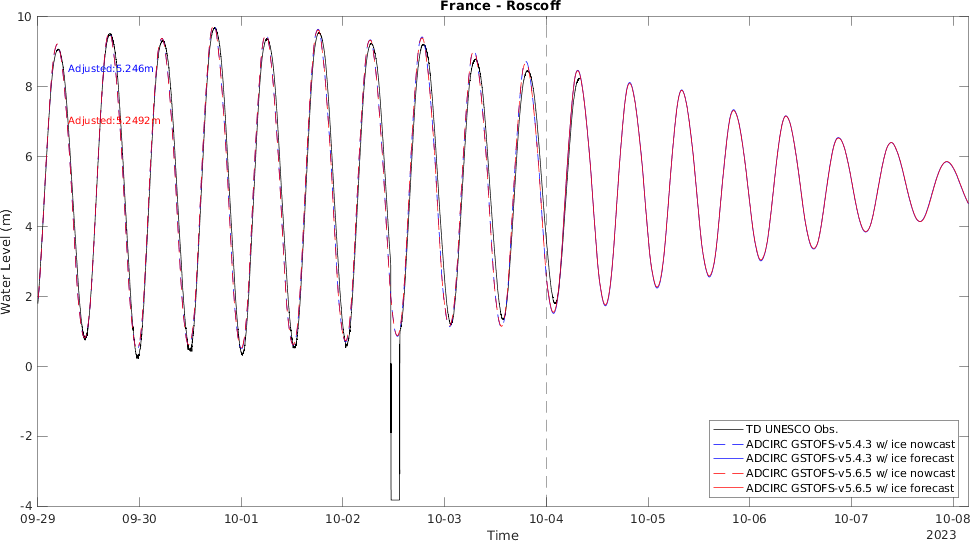 France - Roscoff
10
8
6
4
2
0
-2
-4
Water Level (m)
Adjusted:5.246m
Adjusted:5.2492m
TD UNESCO Obs.
ADCIRC GSTOFS-v5.4.3 w/ ice nowcast
ADCIRC GSTOFS-v5.4.3 w/ ice forecast
ADCIRC GSTOFS-v5.6.5 w/ ice nowcast
ADCIRC GSTOFS-v5.6.5 w/ ice forecast
09-29 09-30 10-01 10-02 10-03 10-04 10-05 10-06 10-07 10-08
Time
2023